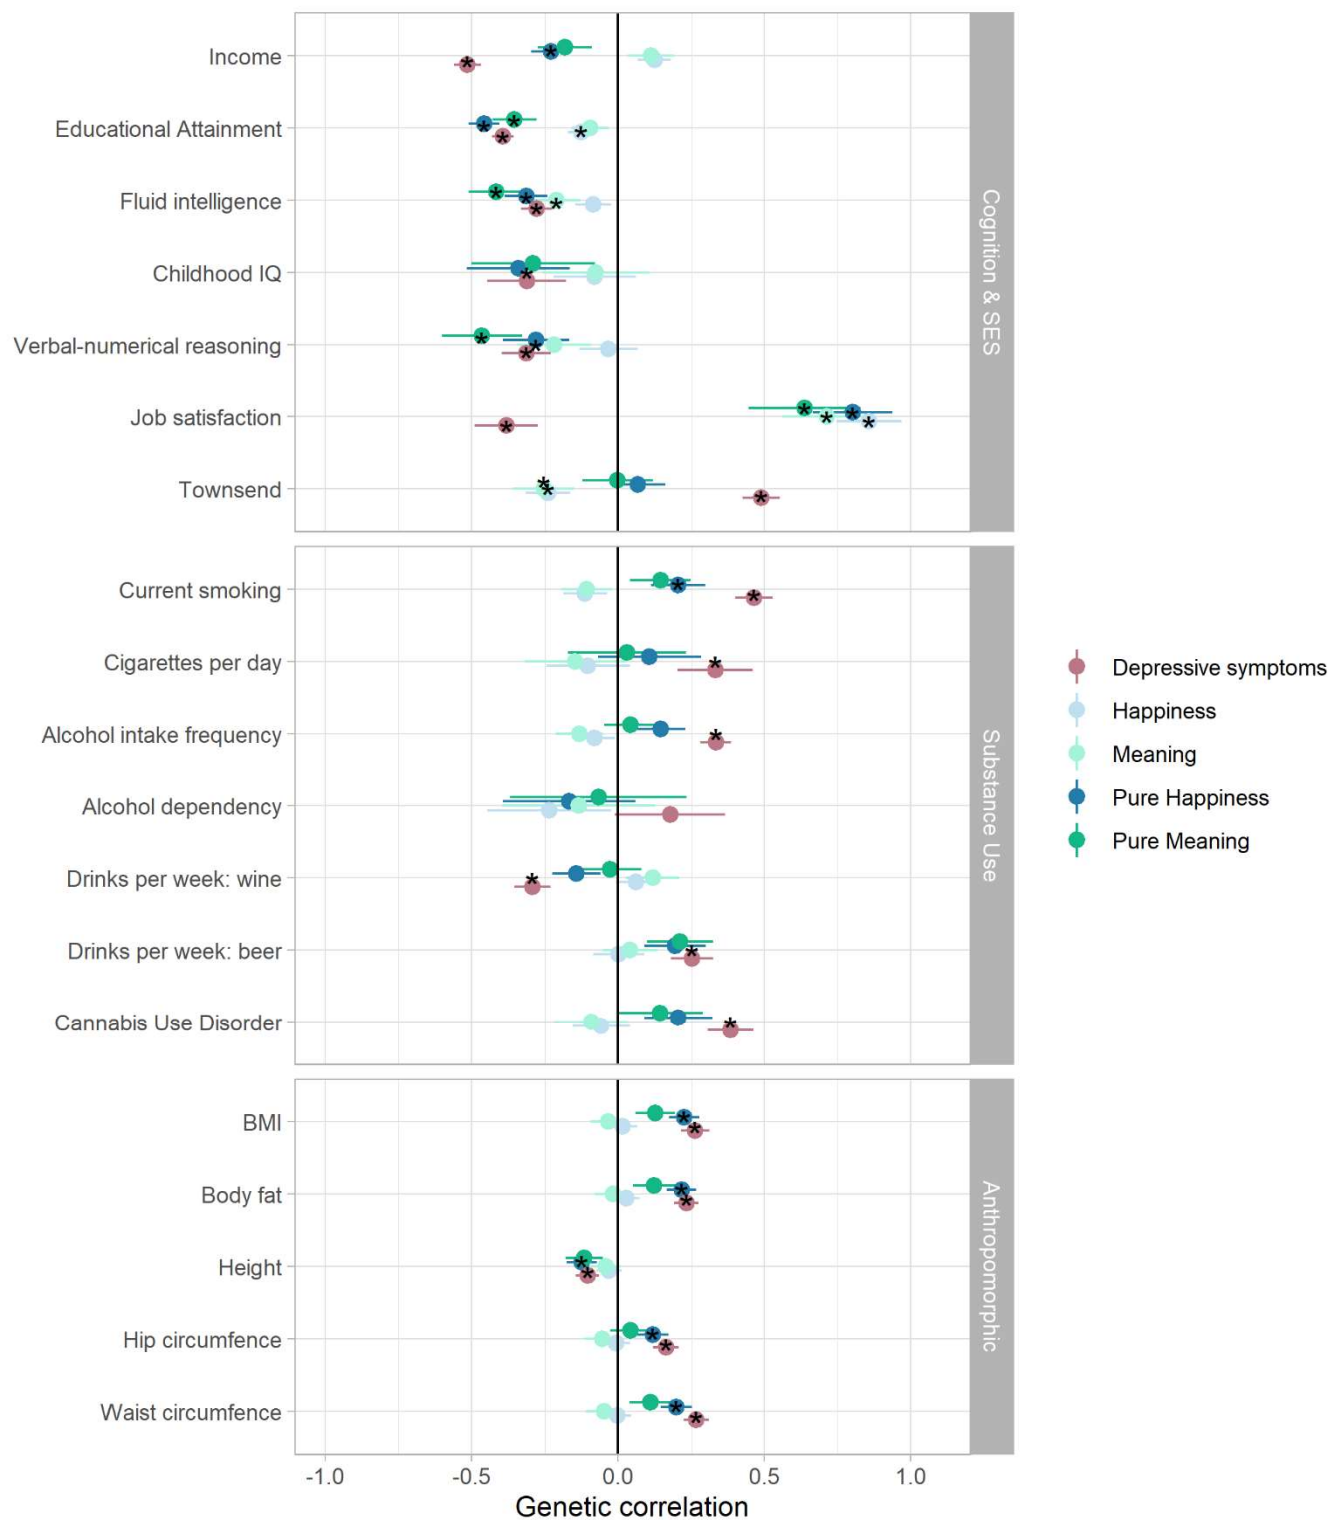 Income
Educational Attainment
Fluid intelligence
Childhood IQ
Verbal-numerical reasoning
Job satisfaction
Townsend
Cognition & SES
Current smoking
Cigarettes per day
Alcohol intake frequency
Alcohol dependency
Drinks per week: wine
Drinks per week: beer
Cannabis Use Disorder
Substance Use
BMI
Body fat
Height
Hip circumfence
Waist circumfence
Anthropomorphic
-1.0 -0.5 0.0 0.5 1.0
Genetic correlation
Depressive symptoms
Happiness
Meaning
Pure Happiness
Pure Meaning